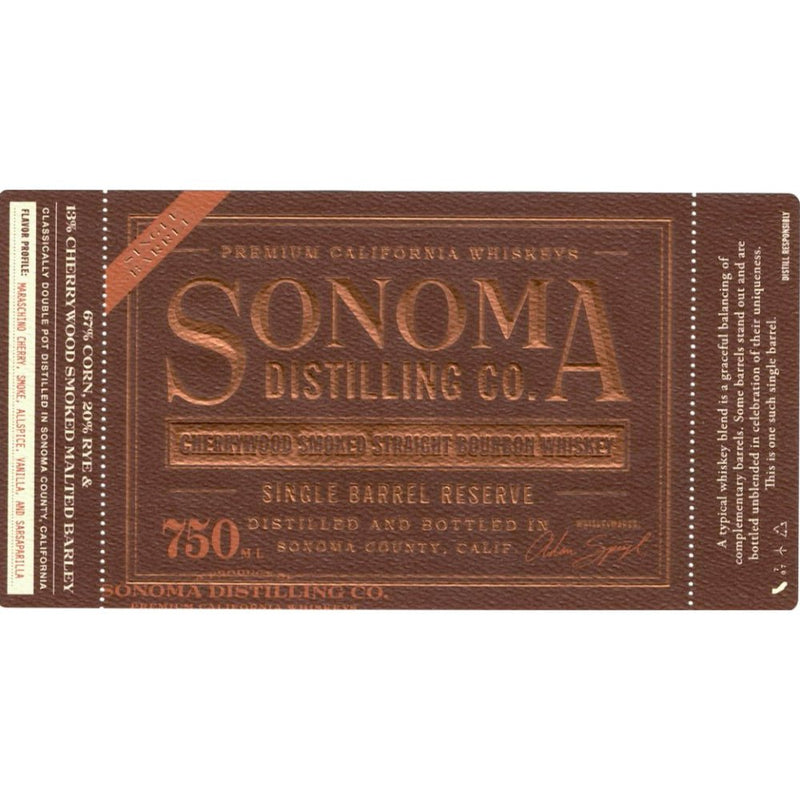 67% CORN, 20% RYE &
13% CHERRYWOOD SMOKED MALTED BARLEY
CLASSICALLY DOUBLE POT DISTILLED IN SONOMA COUNTY, CALIFORNIA
FLAVOR PROFILE: MARASCHINO CHERRY, SMOKE, ALLSPICE, VANILLA, AND SARSAPARILLA
SINGLE
BARREL
PREMIUM CALIFORNIA WHISKEYS
SONOMA
DISTILLING CO.
CHERRYWOOD SMOKED STRAIGHT BOURBON WHISKEY
SINGLE BARREL RESERVE
750 ML
DISTILLED AND BOTTLED IN
SONOMA COUNTY, CALIF
SONOMA DISTILLING CO.
PREMIUM CALIFORNIA WHISKEYS
A typical whiskey blend is a graceful balancing of
complementary barrels. Some barrels stand out and are
bottled unblended in celebration of their uniqueness.
This is one such single barrel.
DISTILL RESPONSIBLY